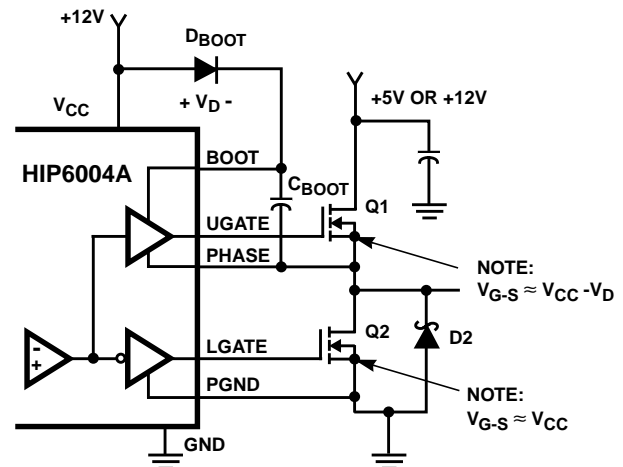 +12V
DBOOT
VCC
+ VD -
+5V OR +12V
HIP6004A
BOOT
CBOOT
Q1
UGATE
PHASE
NOTE:
VG-S ≈ VCC -VD
Q2
D2
- +
LGATE
PGND
NOTE:
VG-S ≈ VCC
GND